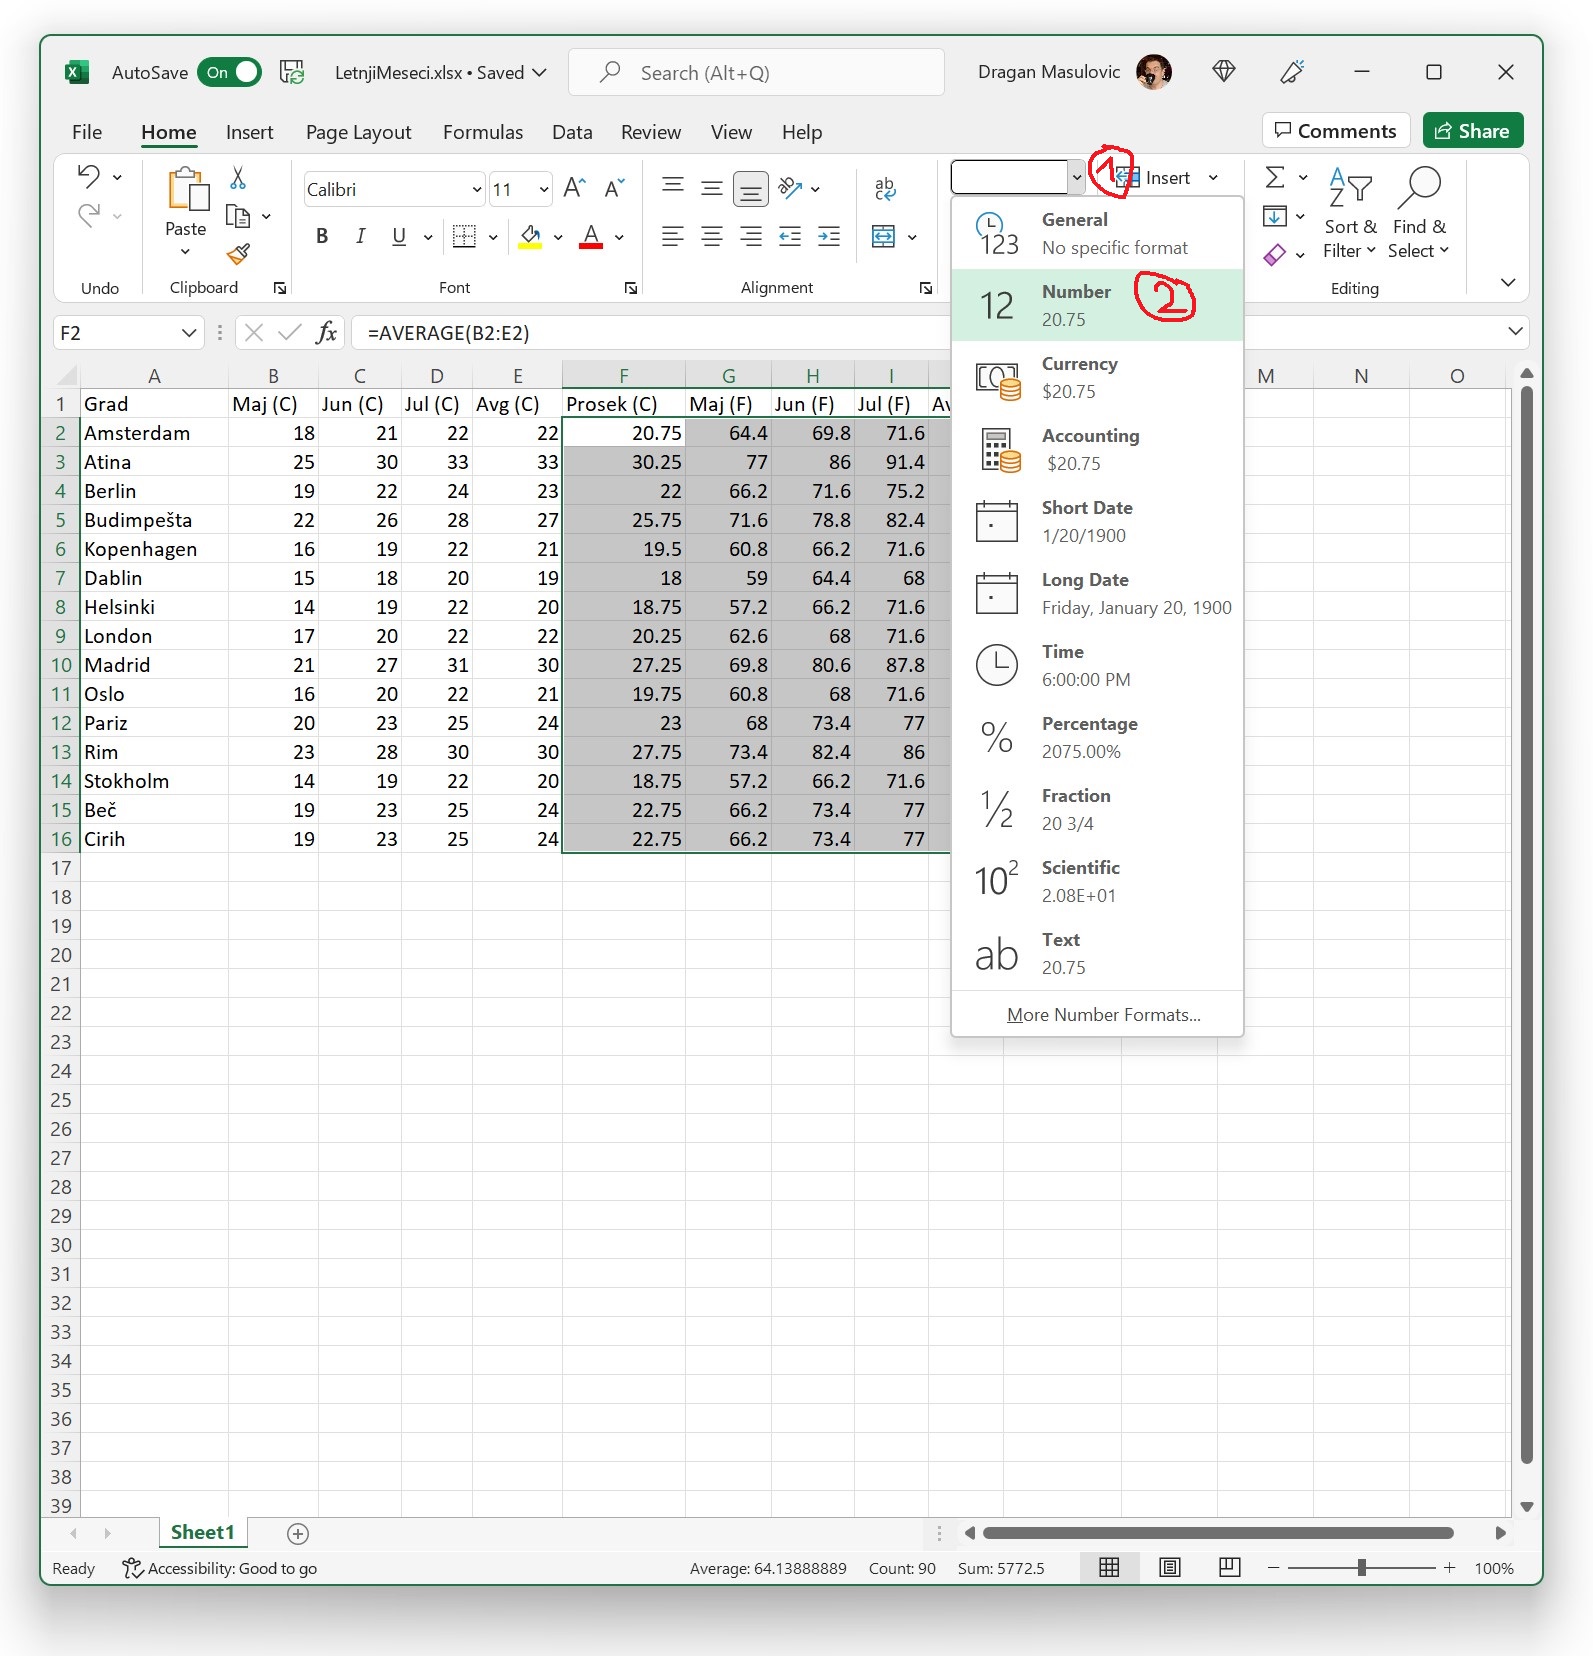 AutoSave On LetnjiMeseci.xlsx • Saved Search (Alt+Q) Dragan Masulovic
File Home Insert Page Layout Formulas Data Review View Help Comments Share
Paste Calibri 11 B I U ab Insert Sort & Filter Find & Select
Undo Clipboard Font Alignment Editing
1
General
No specific format
Number
20.75
2
Currency
$20.75
Accounting
$20.75
Short Date
1/20/1900
Long Date
Friday, January 20, 1900
Time
6:00:00 PM
Percentage
2075.00%
Fraction
20 3/4
Scientific
2.08E+01
Text
20.75
More Number Formats...
F2 fx =AVERAGE(B2:E2)
A B C D E F G H I M N O
1 Grad Maj (C) Jun (C) Jul (C) Avg (C) Prosek (C) Maj (F) Jun (F) Jul (F) Av
2 Amsterdam 18 21 22 22 20.75 64.4 69.8 71.6
3 Atina 25 30 33 33 30.25 77 86 91.4
4 Berlin 19 22 24 23 22 66.2 71.6 75.2
5 Budimpešta 22 26 28 27 25.75 71.6 78.8 82.4
6 Kopenhagen 16 19 22 21 19.5 60.8 66.2 71.6
7 Dablin 15 18 20 19 18 59 64.4 68
8 Helsinki 14 19 22 20 18.75 57.2 66.2 71.6
9 London 17 20 22 22 20.25 62.6 68 71.6
10 Madrid 21 27 31 30 27.25 69.8 80.6 87.8
11 Oslo 16 20 22 21 19.75 60.8 68 71.6
12 Pariz 20 23 25 24 23 68 73.4 77
13 Rim 23 28 30 30 27.75 73.4 82.4 86
14 Stokholm 14 19 22 20 18.75 57.2 66.2 71.6
15 Beč 19 23 25 24 22.75 66.2 73.4 77
16 Cirih 19 23 25 24 22.75 66.2 73.4 77
17
18
19
20
21
22
23
24
25
26
27
28
29
30
31
32
33
34
35
36
37
38
39
Sheet1
Ready Accessibility: Good to go Average: 64.13888889 Count: 90 Sum: 5772.5 100%